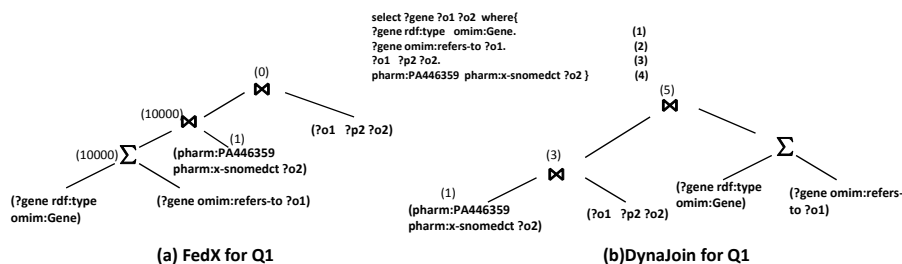 select ?gene ?o1 ?o2 where{
?gene rdf:type omim:Gene. (1)
?gene omim:refers-to ?o1. (2)
?o1 ?p2 ?o2. (3)
pharm:PA446359 pharm:x-snomedct ?o2 } (4)
(0)
⋈
(10000)
⋈
(?o1 ?p2 ?o2)
(10000) Σ
(1)
(pharm:PA446359
pharm:x-snomedct ?o2)
(?gene rdf:type
omim:Gene)
(?gene omim:refers-to ?o1)
(a) FedX for Q1
(5)
⋈
(3)
⋈
Σ
(1)
(pharm:PA446359
pharm:x-snomedct ?o2)
(?o1 ?p2 ?o2)
(?gene rdf:type
omim:Gene)
(?gene omim:refers-
to ?o1)
(b)DynaJoin for Q1